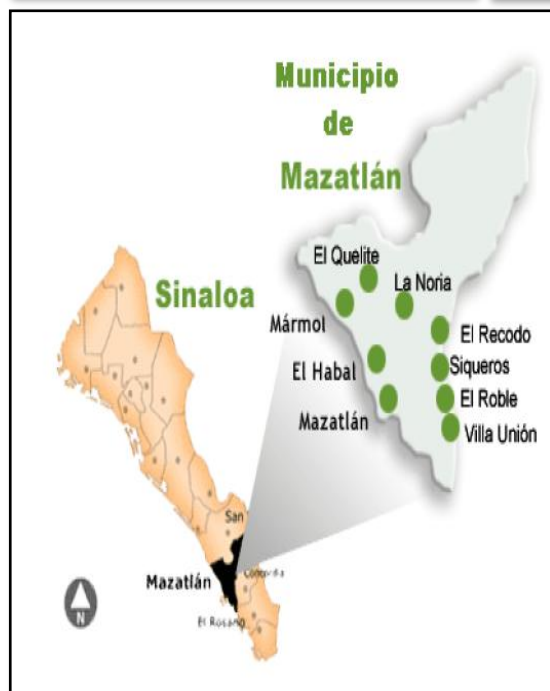 Municipio
de
Mazatlán
El Quelite
La Noria
Sinaloa
Mármol
El Recodo
El Habal
Siqueros
El Roble
Mazatlán
Villa Unión
San
Mazatlán
Concordia
El Rosario
N